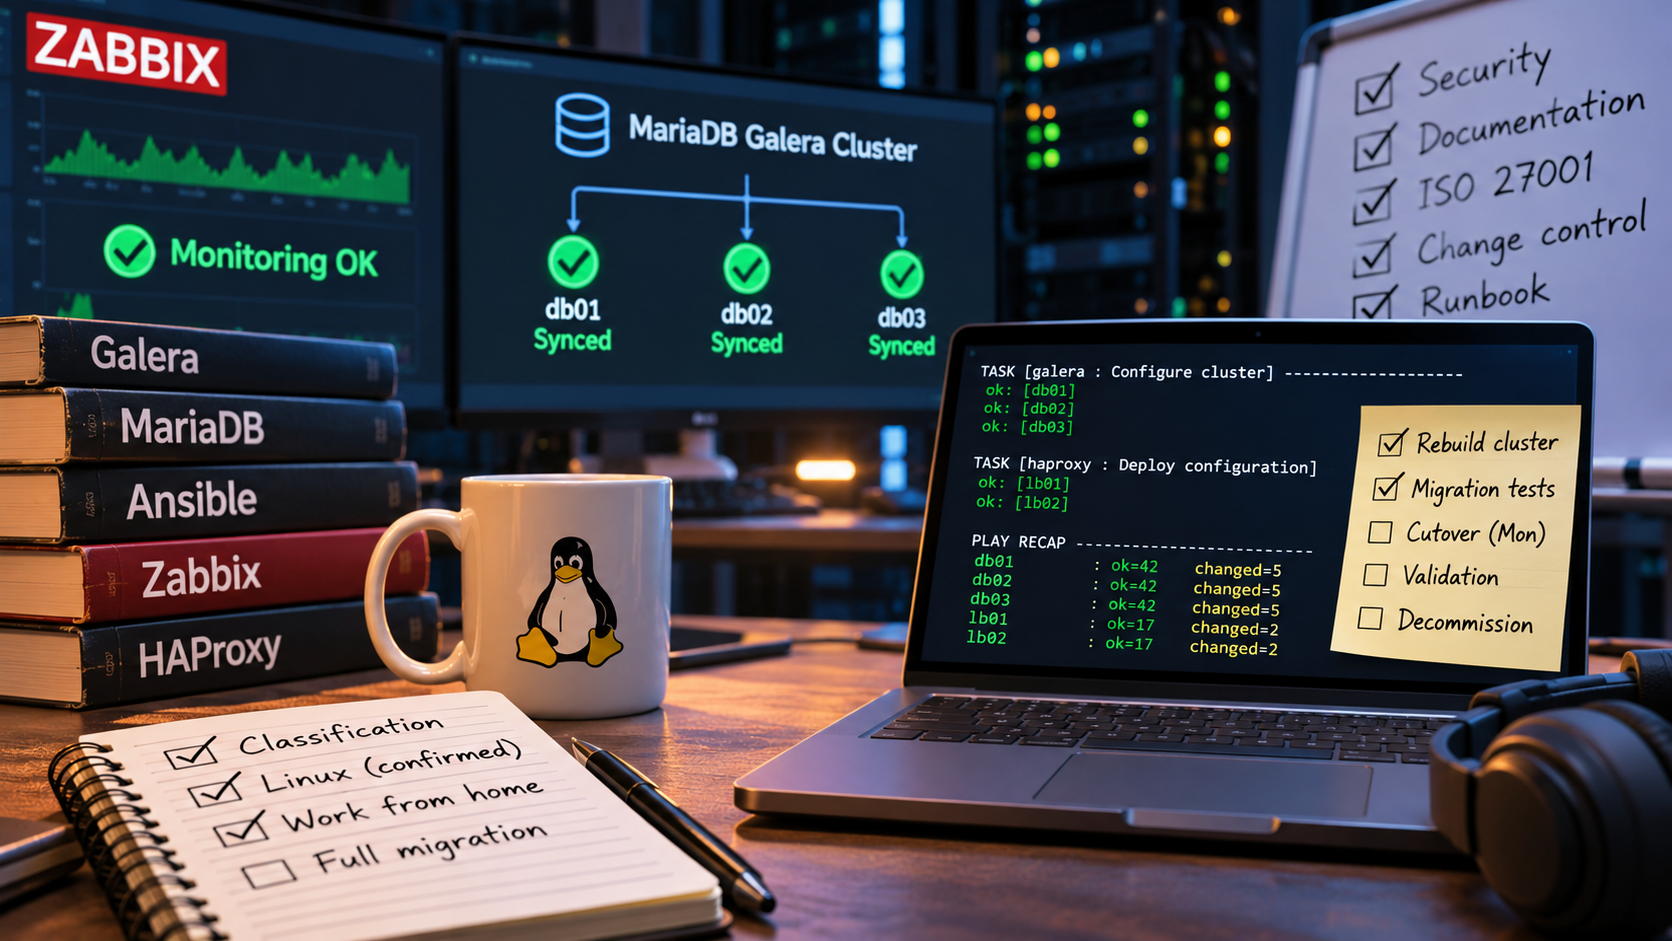 ZABBIX
Monitoring OK
MariaDB Galera Cluster
db01
Synced
db02
Synced
db03
Synced
Security
Documentation
ISO 27001
Change control
Runbook
Galera
MariaDB
Ansible
Zabbix
HAProxy
TASK [galera : Configure cluster] -------------------
ok: [db01]
ok: [db02]
ok: [db03]
TASK [haproxy : Deploy configuration]
ok: [lb01]
ok: [lb02]
PLAY RECAP -------------------------
db01 : ok=42 changed=5
db02 : ok=42 changed=5
db03 : ok=42 changed=5
lb01 : ok=17 changed=2
lb02 : ok=17 changed=2
Rebuild cluster
Migration tests
Cutover (Mon)
Validation
Decommission
Classification
Linux (confirmed)
Work from home
Full migration